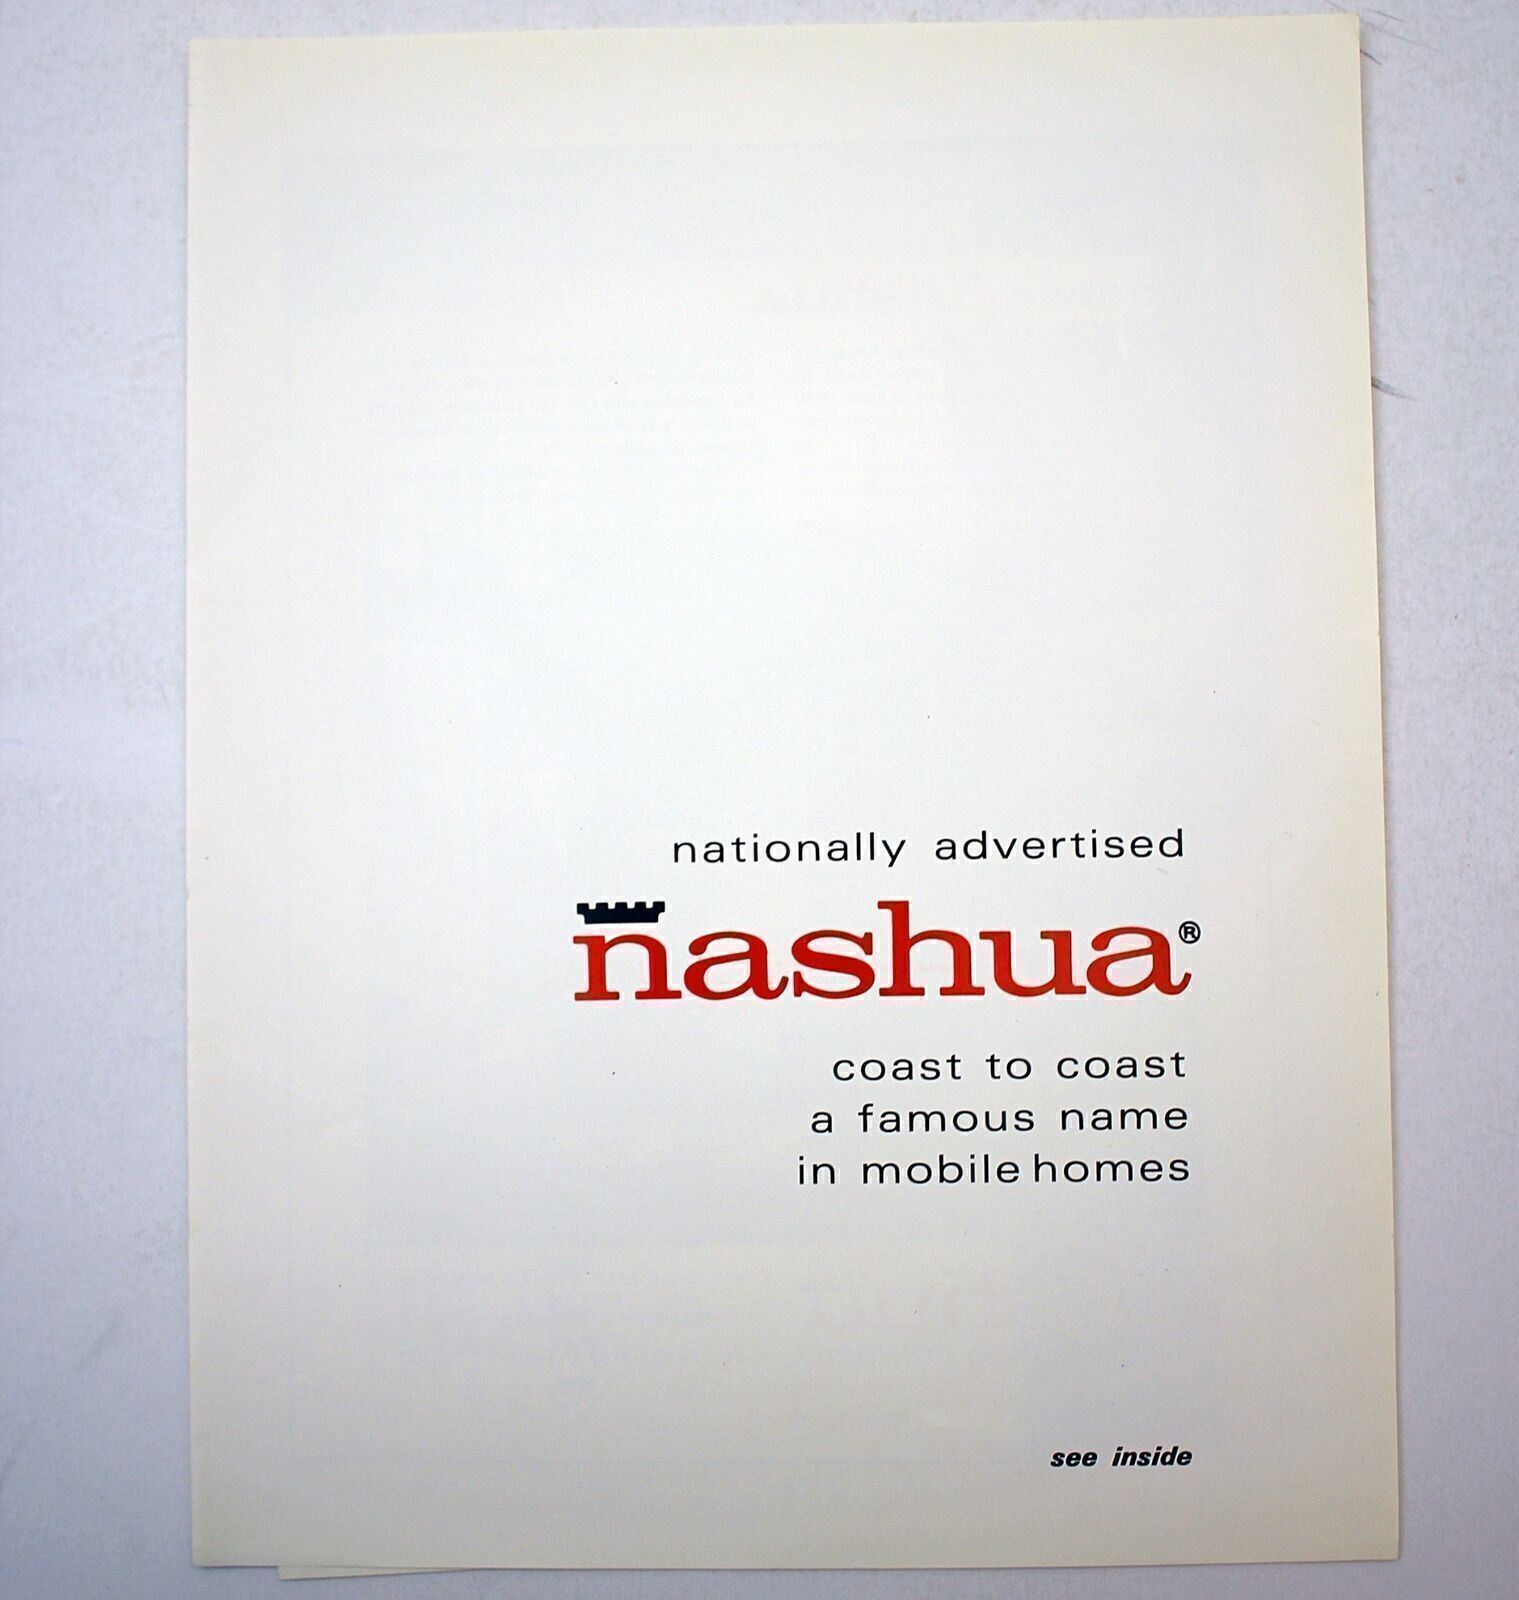 nationally advertised
nashua®
coast to coast
a famous name
in mobile homes
see inside